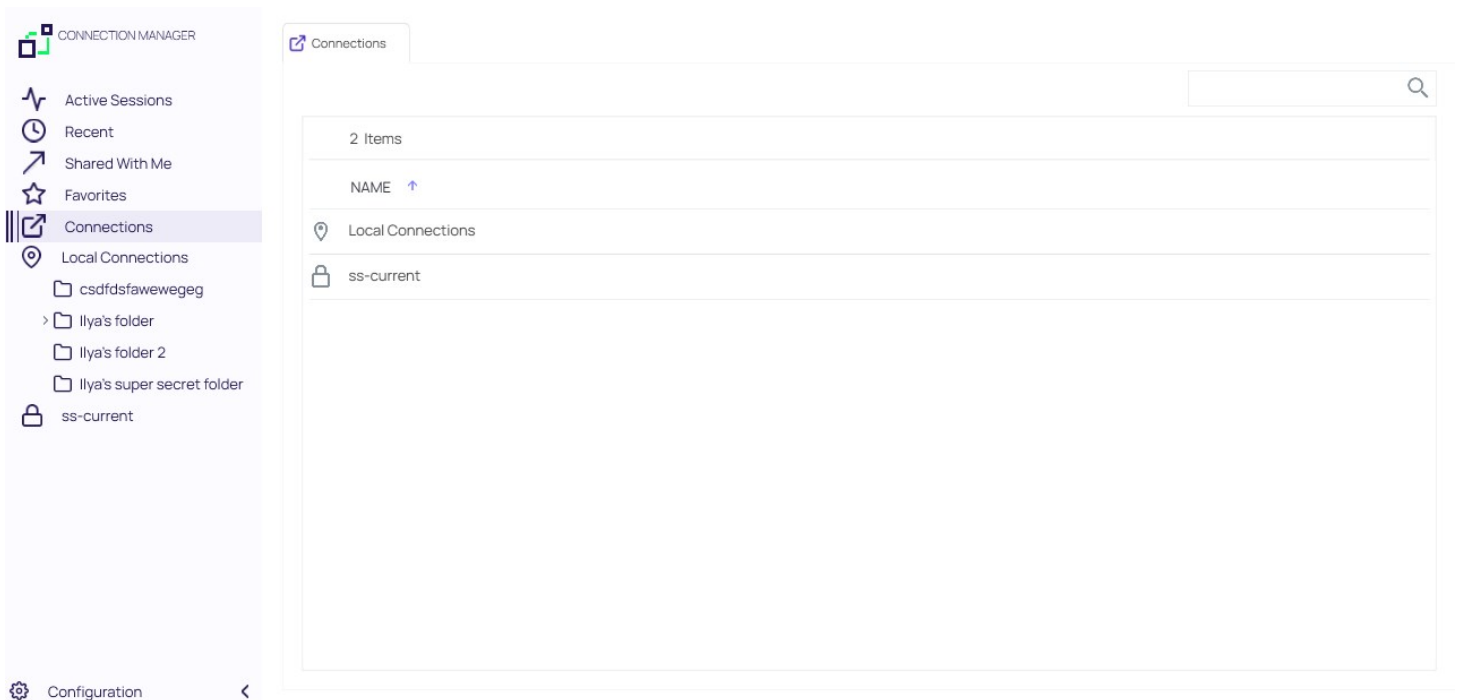 CONNECTION MANAGER
Active Sessions
Recent
Shared With Me
Favorites
Connections
Local Connections
csdfdsfawewegeg
Ilya's folder
Ilya's folder 2
Ilya's super secret folder
ss-current
Configuration
Connections
2 Items
NAME
Local Connections
ss-current